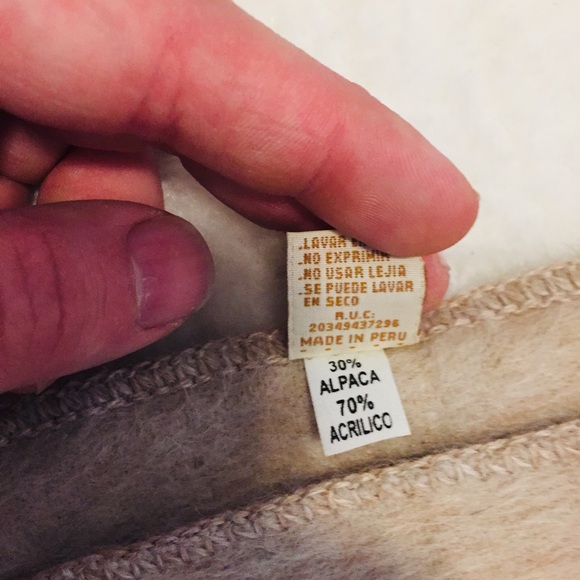 .LAVAR
.NO EXPRIMIR
.NO USAR LEJIA
.SE PUEDE LAVAR
EN SECO
R.U.C:
20349437296
MADE IN PERU
30%
ALPACA
70%
ACRILICO